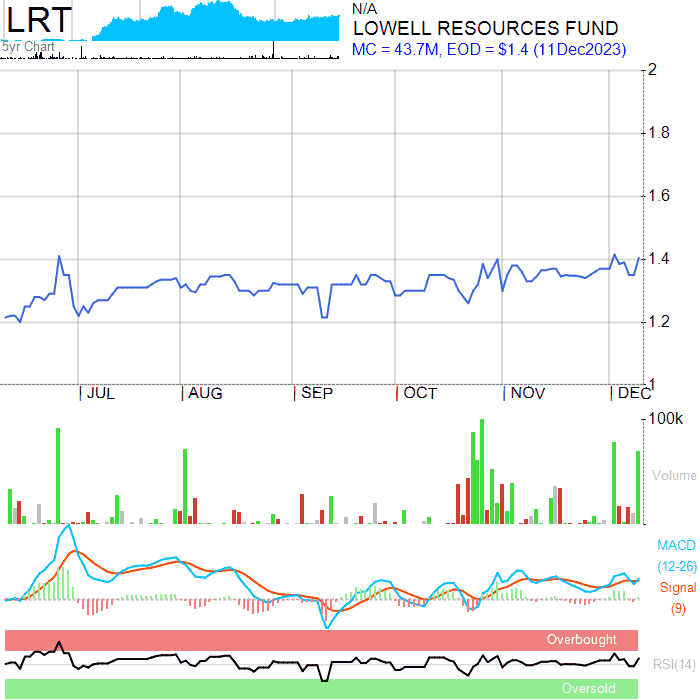 LRT
5yr Chart
N/A
LOWELL RESOURCES FUND
MC = 43.7M, EOD = $1.4 (11Dec2023)
2
1.8
1.6
1.4
1.2
1
JUL AUG SEP OCT NOV DEC
100k
Volume
MACD
(12-26)
Signal
(9)
Overbought
RSI(14)
Oversold